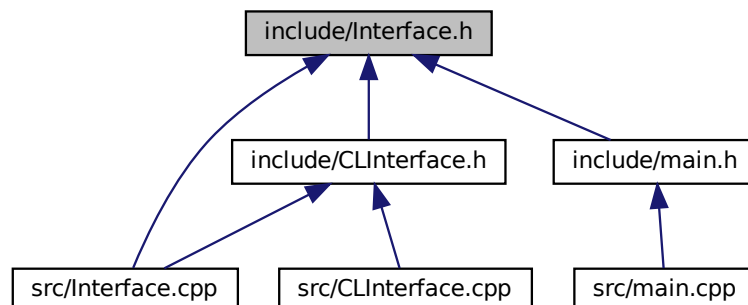 include/Interface.h
include/CLInterface.h
include/main.h
src/Interface.cpp
src/CLInterface.cpp
src/main.cpp